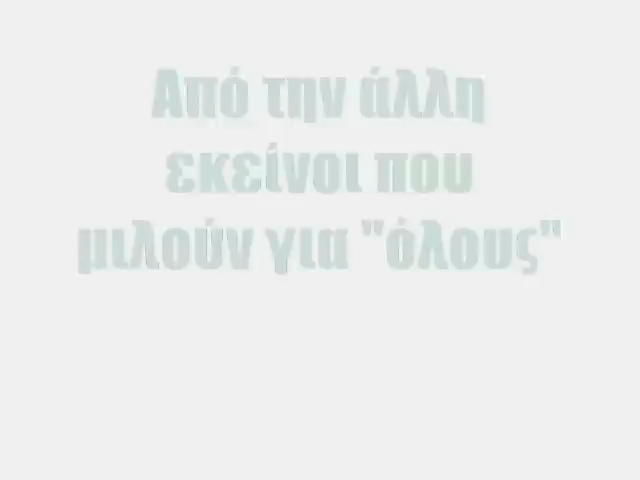 Από την άλλη
εκείνοι που
μιλούν για "όλους"